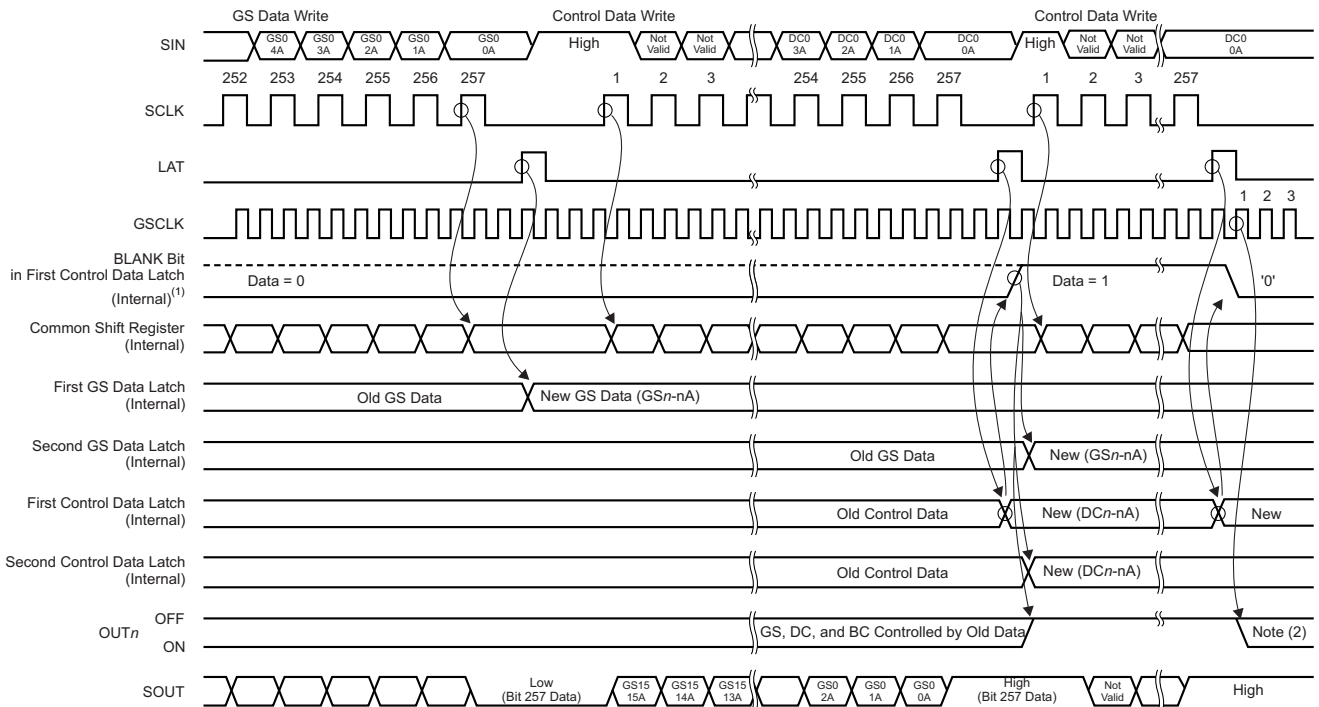 GS Data Write Control Data Write Control Data Write
SIN
GS0 4A GS0 3A GS0 2A GS0 1A GS0 0A High Not Valid Not Valid DC0 3A DC0 2A DC0 1A DC0 0A High Not Valid Not Valid DC0 0A
252 253 254 255 256 257 1 2 3 254 255 256 257 1 2 3 257
SCLK
LAT
1 2 3
GSCLK
BLANK Bit
in First Control Data Latch
(Internal)(1)
Data = 0 Data = 1 '0'
Common Shift Register
(Internal)
First GS Data Latch
(Internal)
Old GS Data New GS Data (GSn-nA)
Second GS Data Latch
(Internal)
Old GS Data New (GSn-nA)
First Control Data Latch
(Internal)
Old Control Data New (DCn-nA) New
Second Control Data Latch
(Internal)
Old Control Data New (DCn-nA)
OFF
OUTn
ON
GS, DC, and BC Controlled by Old Data Note (2)
SOUT
Low
(Bit 257 Data)
GS15 15A GS15 14A GS15 13A GS0 2A GS0 1A GS0 0A
High
(Bit 257 Data)
Not Valid
High